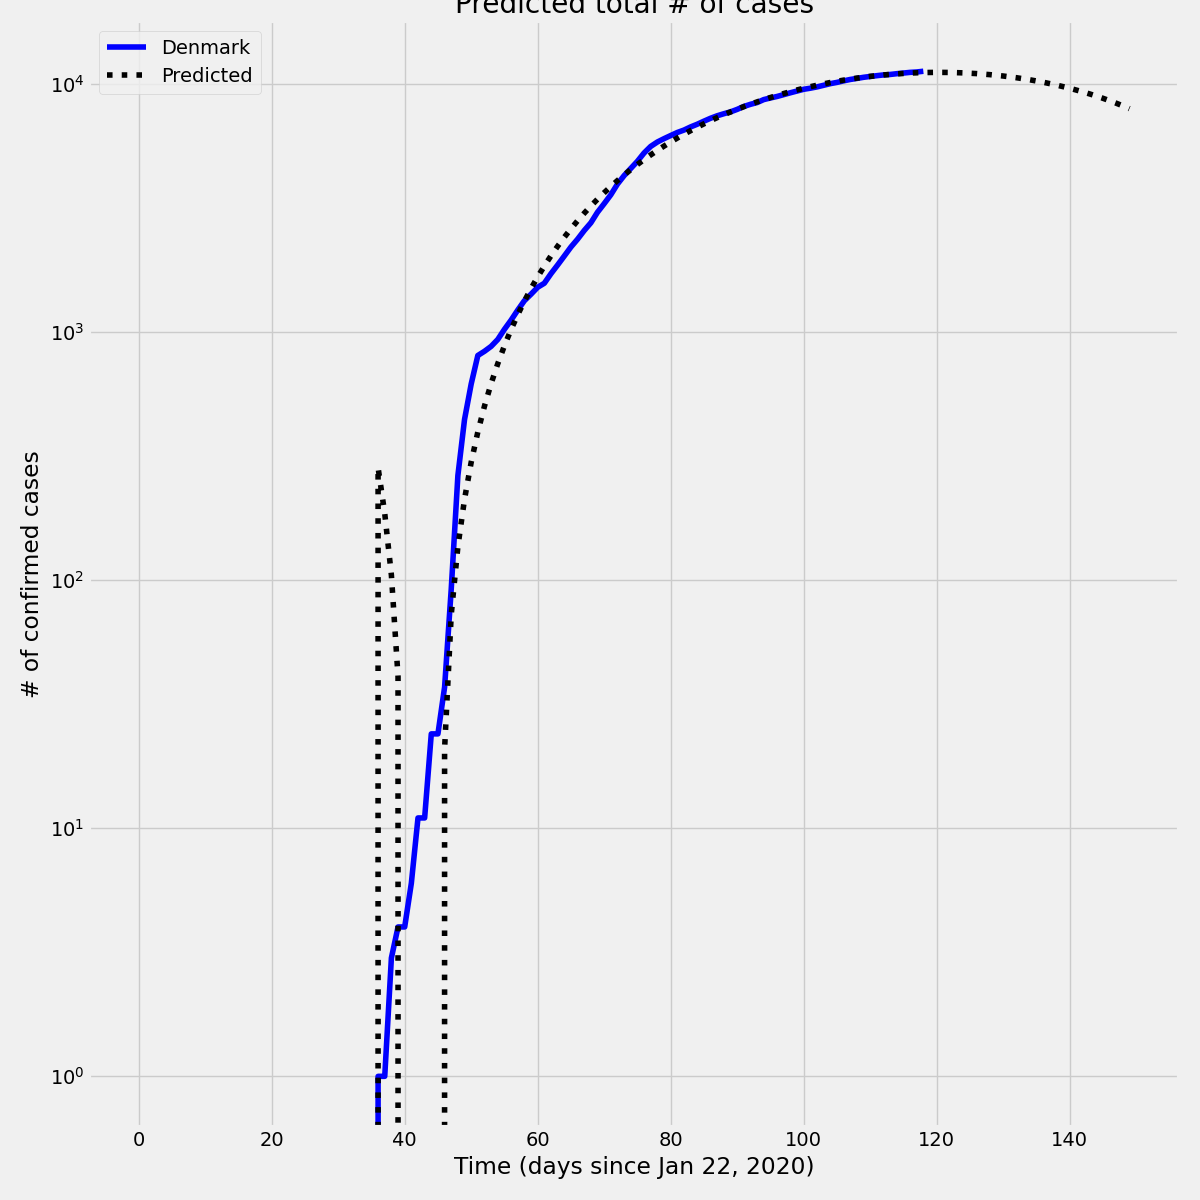 Predicted total # of cases
Denmark
Predicted
10⁴
10³
10²
10¹
10⁰
# of confirmed cases
0 20 40 60 80 100 120 140
Time (days since Jan 22, 2020)